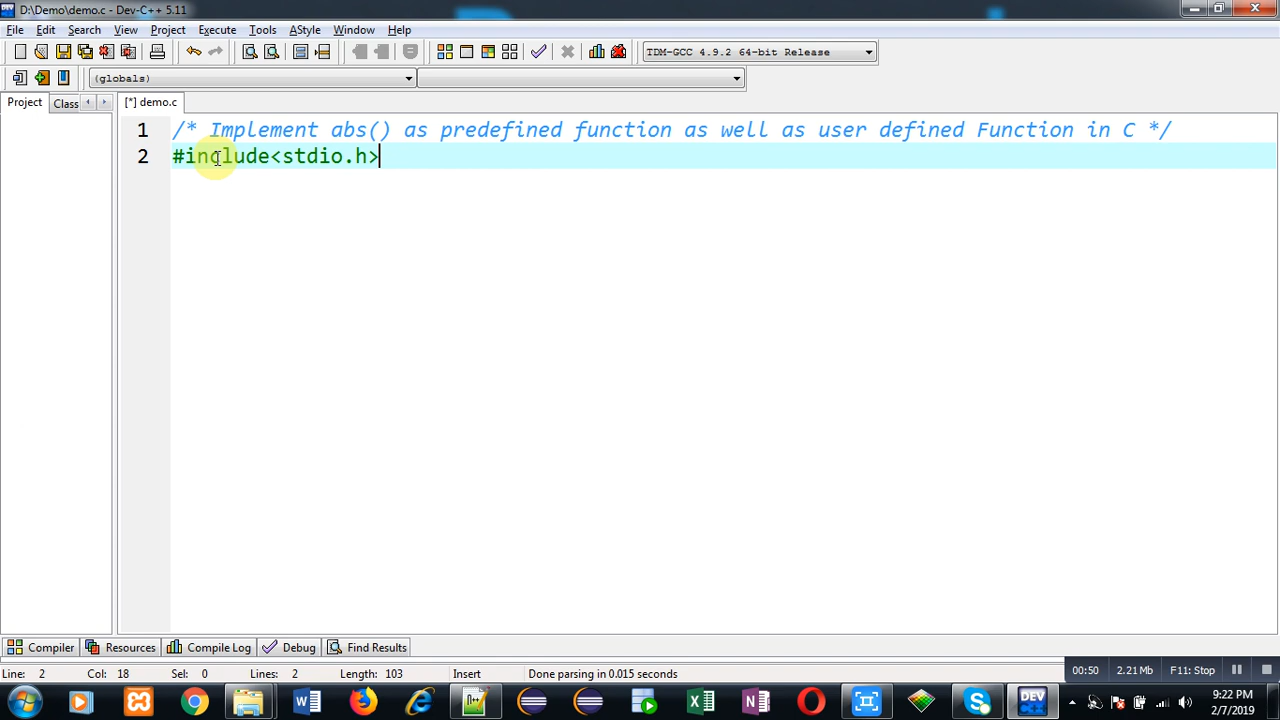 D:\Demo\demo.c - Dev-C++ 5.11
File Edit Search View Project Execute Tools AStyle Window Help
TDM-GCC 4.9.2 64-bit Release
(globals)
Project Class [*] demo.c
1 /* Implement abs() as predefined function as well as user defined Function in C */
2 #include<stdio.h>
Compiler Resources Compile Log Debug Find Results
Line: 2 Col: 18 Sel: 0 Lines: 2 Length: 103 Insert Done parsing in 0.015 seconds
00:50 2.21 Mb F11: Stop
DEV
9:22 PM
2/7/2019